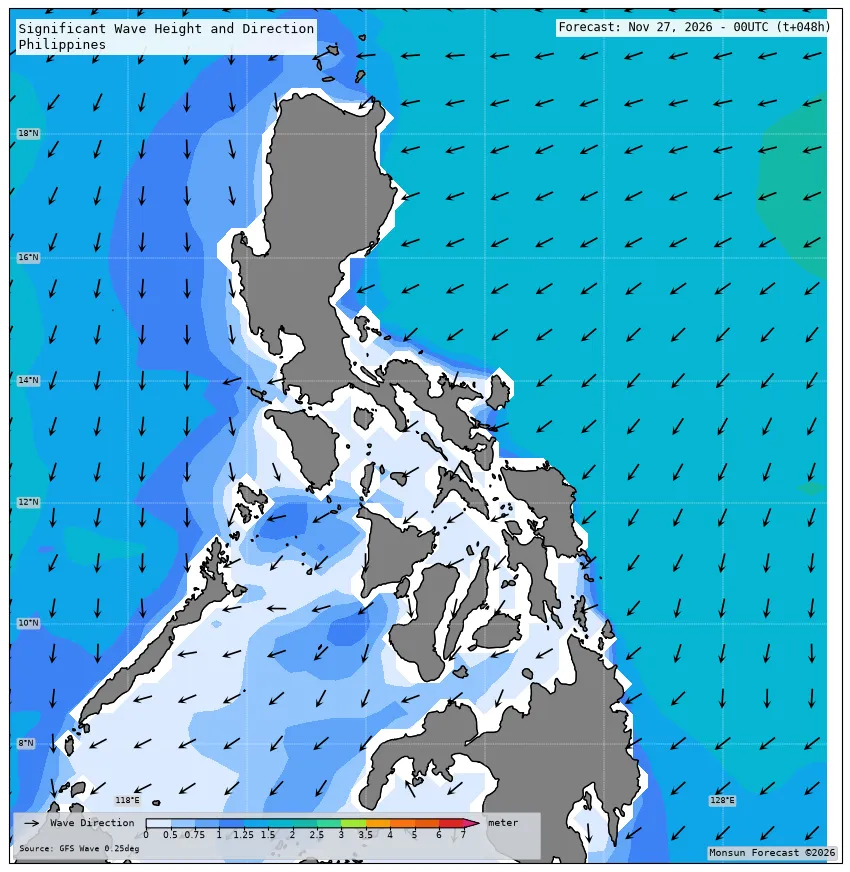 Significant Wave Height and Direction
Philippines
Forecast: Nov 27, 2026 - 00UTC (t+048h)
18°N
16°N
14°N
12°N
10°N
8°N
118°E
128°E
Wave Direction
0 0.5 0.75 1 1.25 1.5 2 2.5 3 3.5 4 5 6 7
meter
Source: GFS Wave 0.25deg
Monsun Forecast ©2026